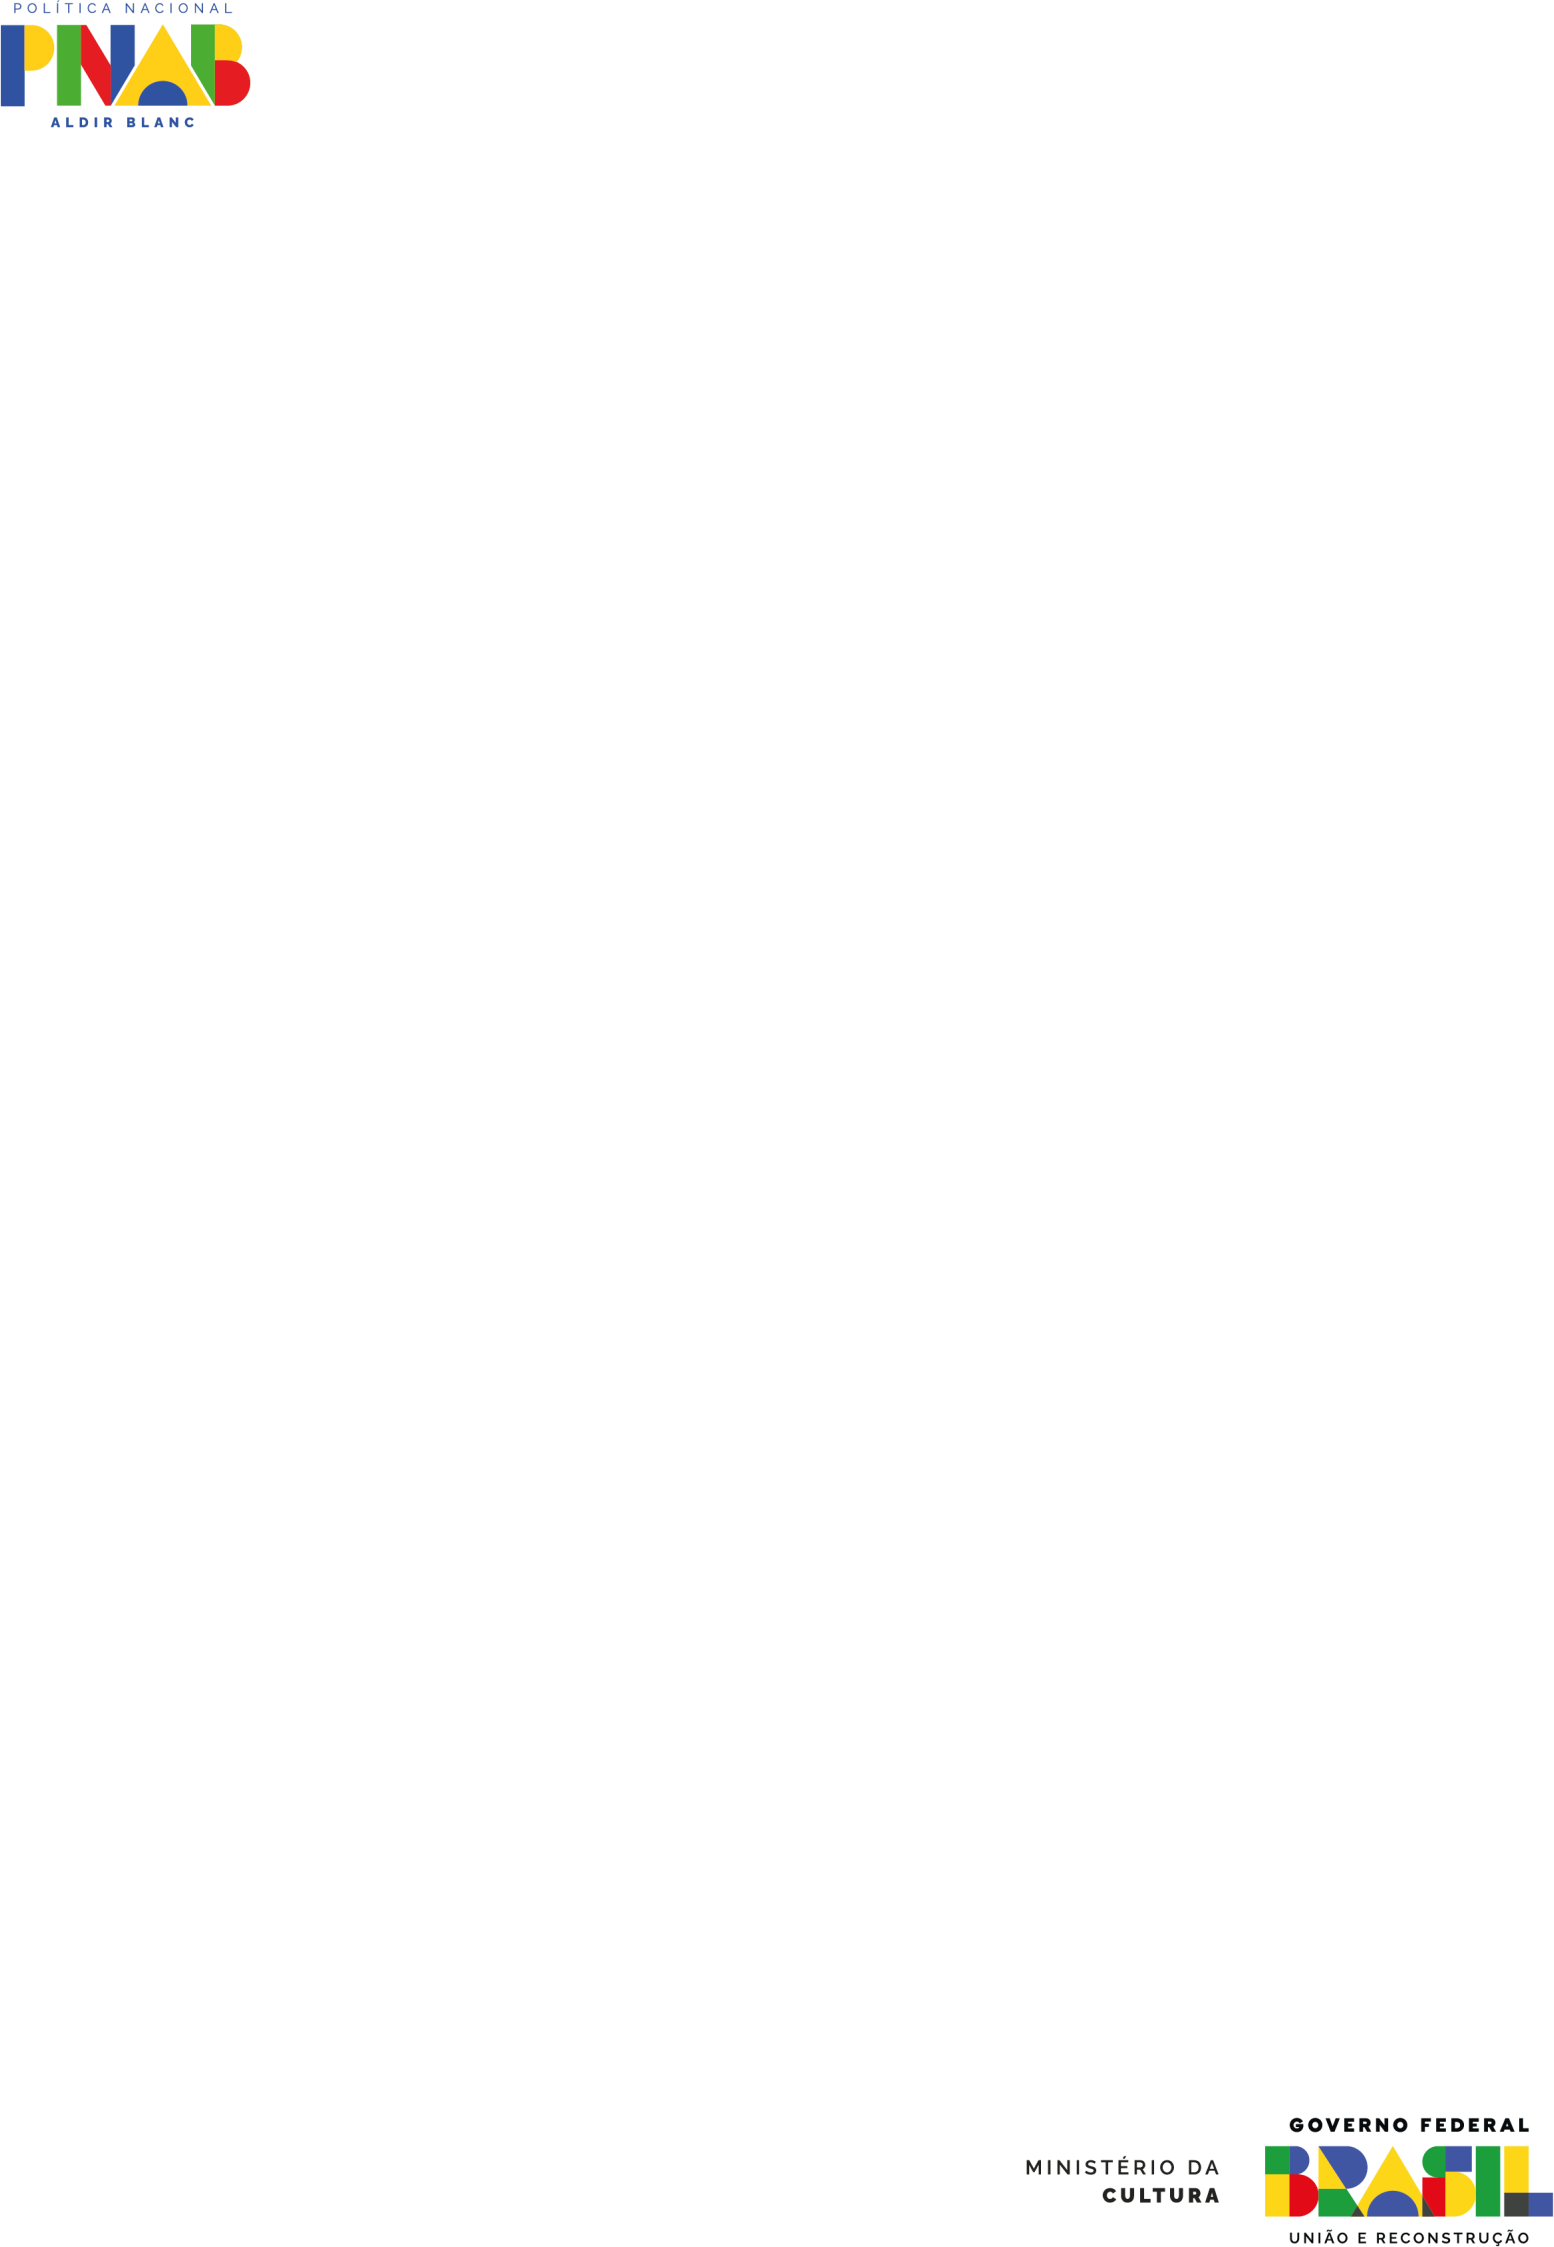 POLÍTICA NACIONAL
PNAB
ALDIR BLANC
GOVERNO FEDERAL
MINISTÉRIO DA
CULTURA
BRASIL
UNIÃO E RECONSTRUÇÃO